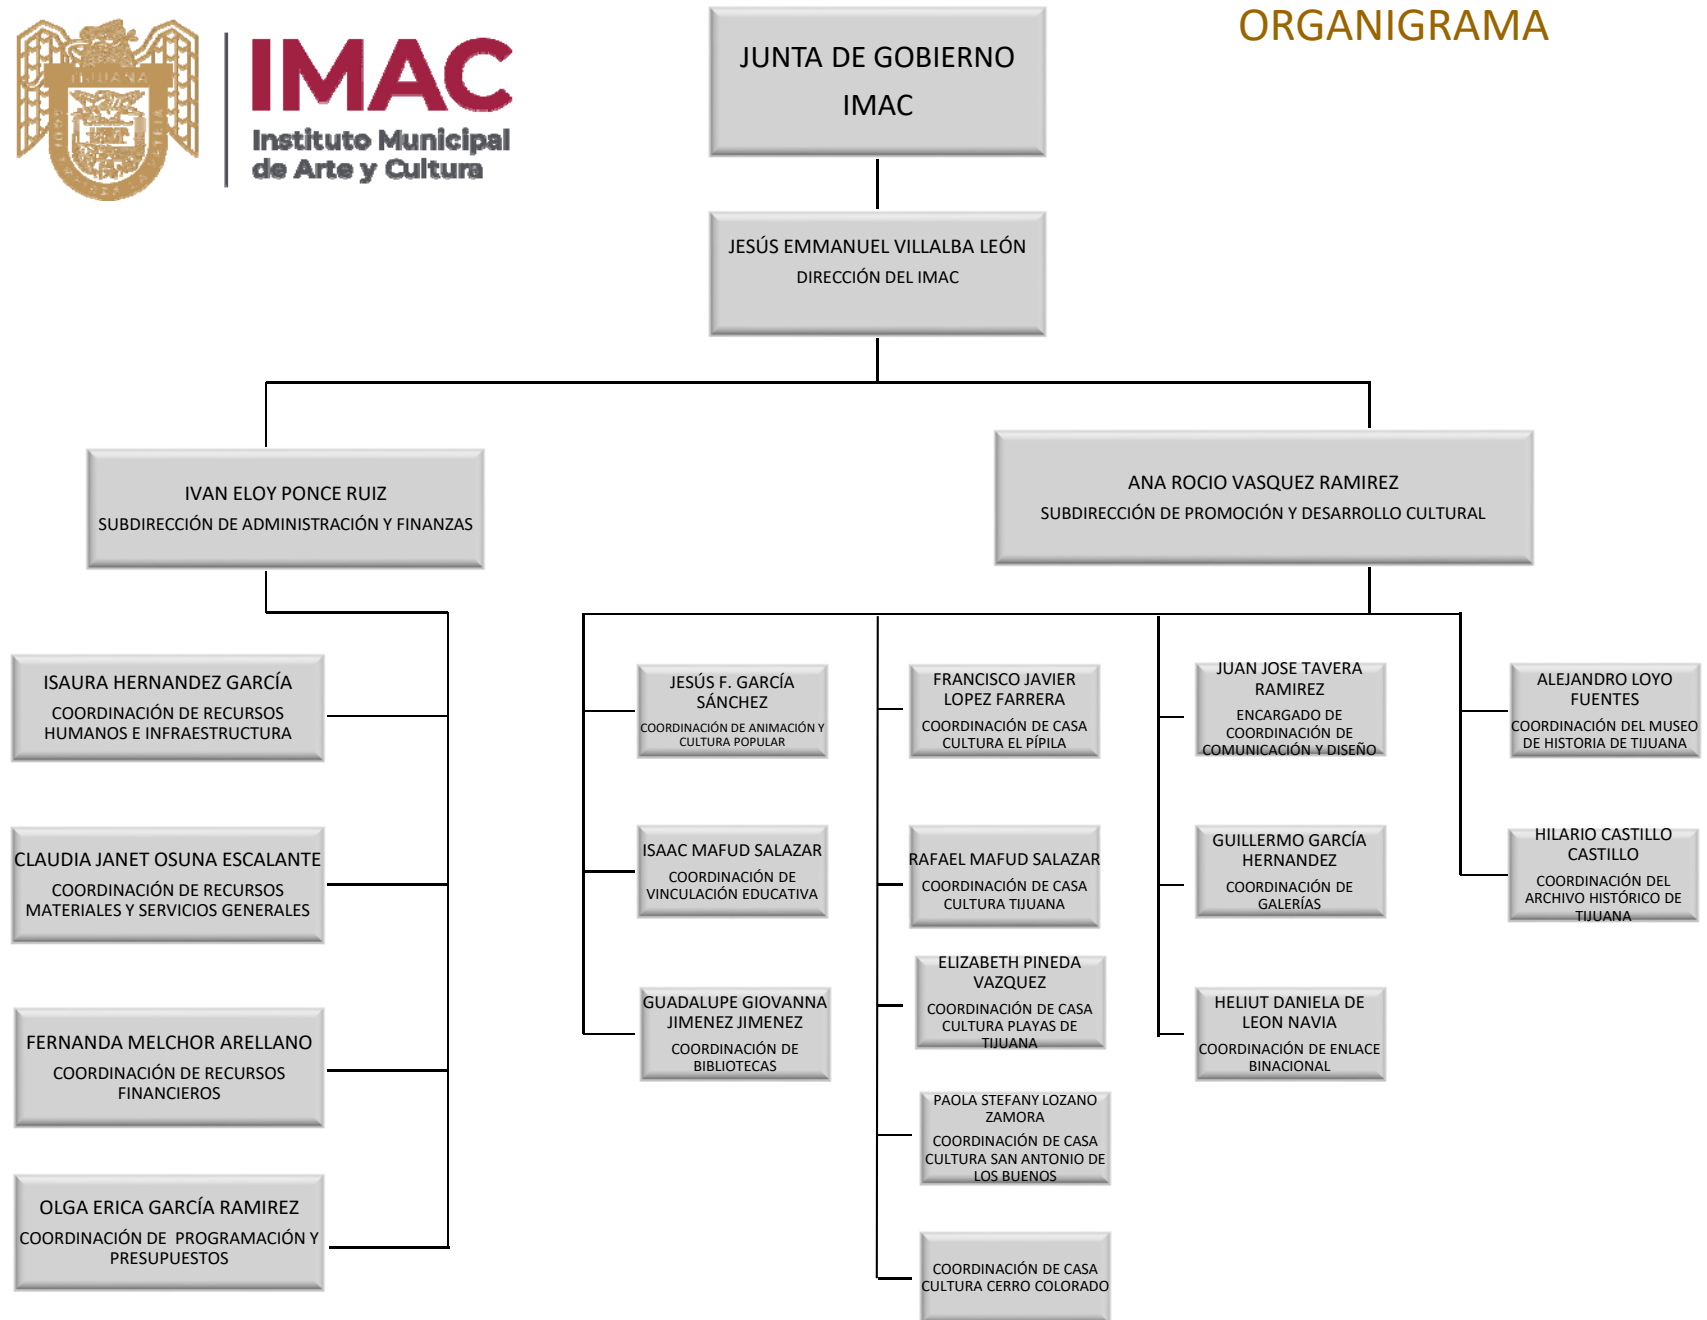 TIJUANA
IMAC
Instituto Municipal
de Arte y Cultura
ORGANIGRAMA
JUNTA DE GOBIERNO
IMAC
JESÚS EMMANUEL VILLALBA LEÓN
DIRECCIÓN DEL IMAC
IVAN ELOY PONCE RUIZ
SUBDIRECCIÓN DE ADMINISTRACIÓN Y FINANZAS
ANA ROCIO VASQUEZ RAMIREZ
SUBDIRECCIÓN DE PROMOCIÓN Y DESARROLLO CULTURAL
ISAURA HERNANDEZ GARCÍA
COORDINACIÓN DE RECURSOS
HUMANOS E INFRAESTRUCTURA
CLAUDIA JANET OSUNA ESCALANTE
COORDINACIÓN DE RECURSOS
MATERIALES Y SERVICIOS GENERALES
FERNANDA MELCHOR ARELLANO
COORDINACIÓN DE RECURSOS
FINANCIEROS
OLGA ERICA GARCÍA RAMIREZ
COORDINACIÓN DE PROGRAMACIÓN Y
PRESUPUESTOS
JESÚS F. GARCÍA
SÁNCHEZ
COORDINACIÓN DE ANIMACIÓN Y
CULTURA POPULAR
ISAAC MAFUD SALAZAR
COORDINACIÓN DE
VINCULACIÓN EDUCATIVA
GUADALUPE GIOVANNA
JIMENEZ JIMENEZ
COORDINACIÓN DE
BIBLIOTECAS
FRANCISCO JAVIER
LOPEZ FARRERA
COORDINACIÓN DE CASA
CULTURA EL PÍPILA
RAFAEL MAFUD SALAZAR
COORDINACIÓN DE CASA
CULTURA TIJUANA
ELIZABETH PINEDA
VAZQUEZ
COORDINACIÓN DE CASA
CULTURA PLAYAS DE
TIJUANA
PAOLA STEFANY LOZANO
ZAMORA
COORDINACIÓN DE CASA
CULTURA SAN ANTONIO DE
LOS BUENOS
COORDINACIÓN DE CASA
CULTURA CERRO COLORADO
JUAN JOSE TAVERA
RAMIREZ
ENCARGADO DE
COORDINACIÓN DE
COMUNICACIÓN Y DISEÑO
GUILLERMO GARCÍA
HERNANDEZ
COORDINACIÓN DE
GALERÍAS
HELIUT DANIELA DE
LEON NAVIA
COORDINACIÓN DE ENLACE
BINACIONAL
ALEJANDRO LOYO
FUENTES
COORDINACIÓN DEL MUSEO
DE HISTORIA DE TIJUANA
HILARIO CASTILLO
CASTILLO
COORDINACIÓN DEL
ARCHIVO HISTÓRICO DE
TIJUANA